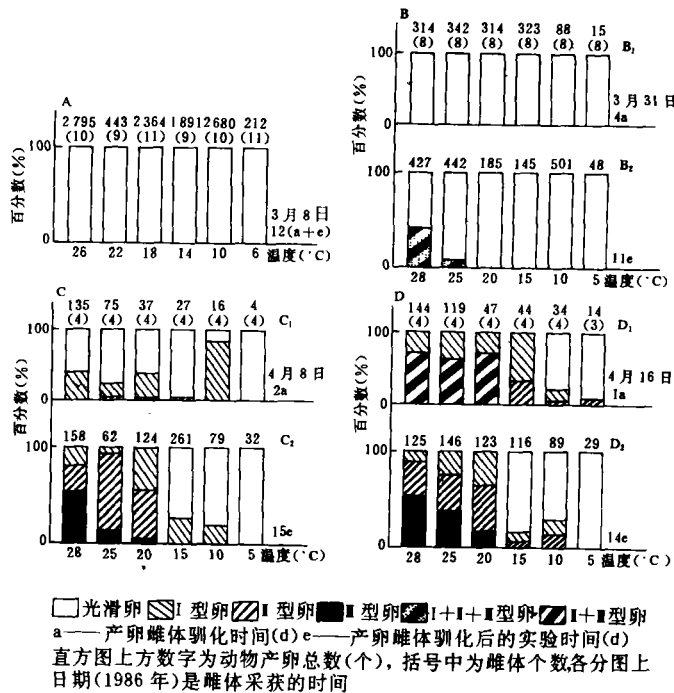 A
2795 443 2364 1891 2680 212
(10) (9) (11) (9) (10) (11)
100
百分数(%)
0
3月8日
12(a+e)
26 22 18 14 10 6 温度(°C)
B
314 342 314 323 88 15
(8) (8) (8) (8) (8) (8)
B₁
100
百分数(%)
0
3月31日
4a
427 442 185 145 501 48
B₂
100
0
11e
28 25 20 15 10 5 温度(°C)
C
135 75 37 27 16 4
(4) (4) (4) (4) (4) (4)
C₁
100
百分数(%)
0
4月8日
2a
158 62 124 261 79 32
C₂
100
0
15e
28 25 20 15 10 5 温度(°C)
D
144 119 47 44 34 14
(4) (4) (4) (4) (4) (3)
D₁
100
百分数(%)
0
4月16日
1a
125 146 123 116 89 29
D₂
100
0
14e
28 25 20 15 10 5 温度(°C)
光滑卵 Ⅰ型卵 Ⅱ型卵 Ⅲ型卵 Ⅰ+Ⅱ+Ⅲ型卵 Ⅰ+Ⅱ型卵
a——产卵雌体驯化时间(d) e——产卵雌体驯化后的实验时间(d)
直方图上方数字为动物产卵总数(个), 括号中为雌体个数,各分图上
日期(1986年)是雌体采获的时间